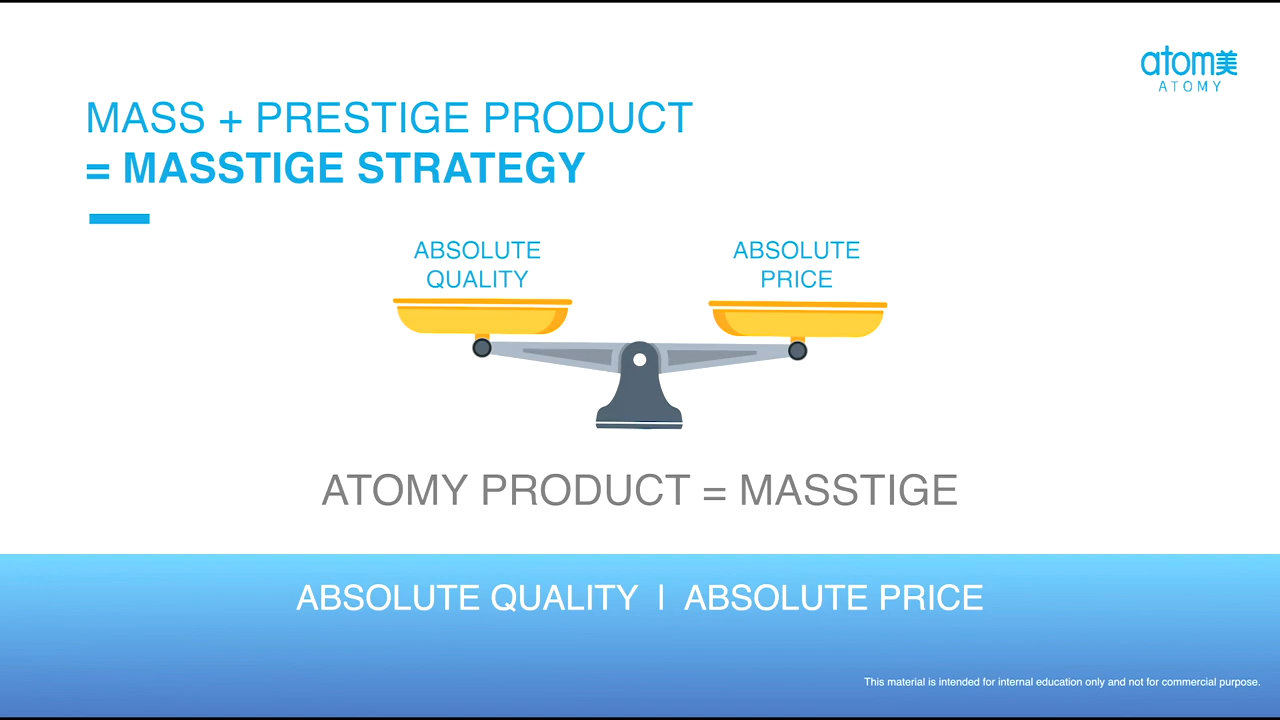 atom美
ATOMY
MASS + PRESTIGE PRODUCT
= MASSTIGE STRATEGY
ABSOLUTE
QUALITY
ABSOLUTE
PRICE
ATOMY PRODUCT = MASSTIGE
ABSOLUTE QUALITY | ABSOLUTE PRICE
This material is intended for internal education only and not for commercial purpose.